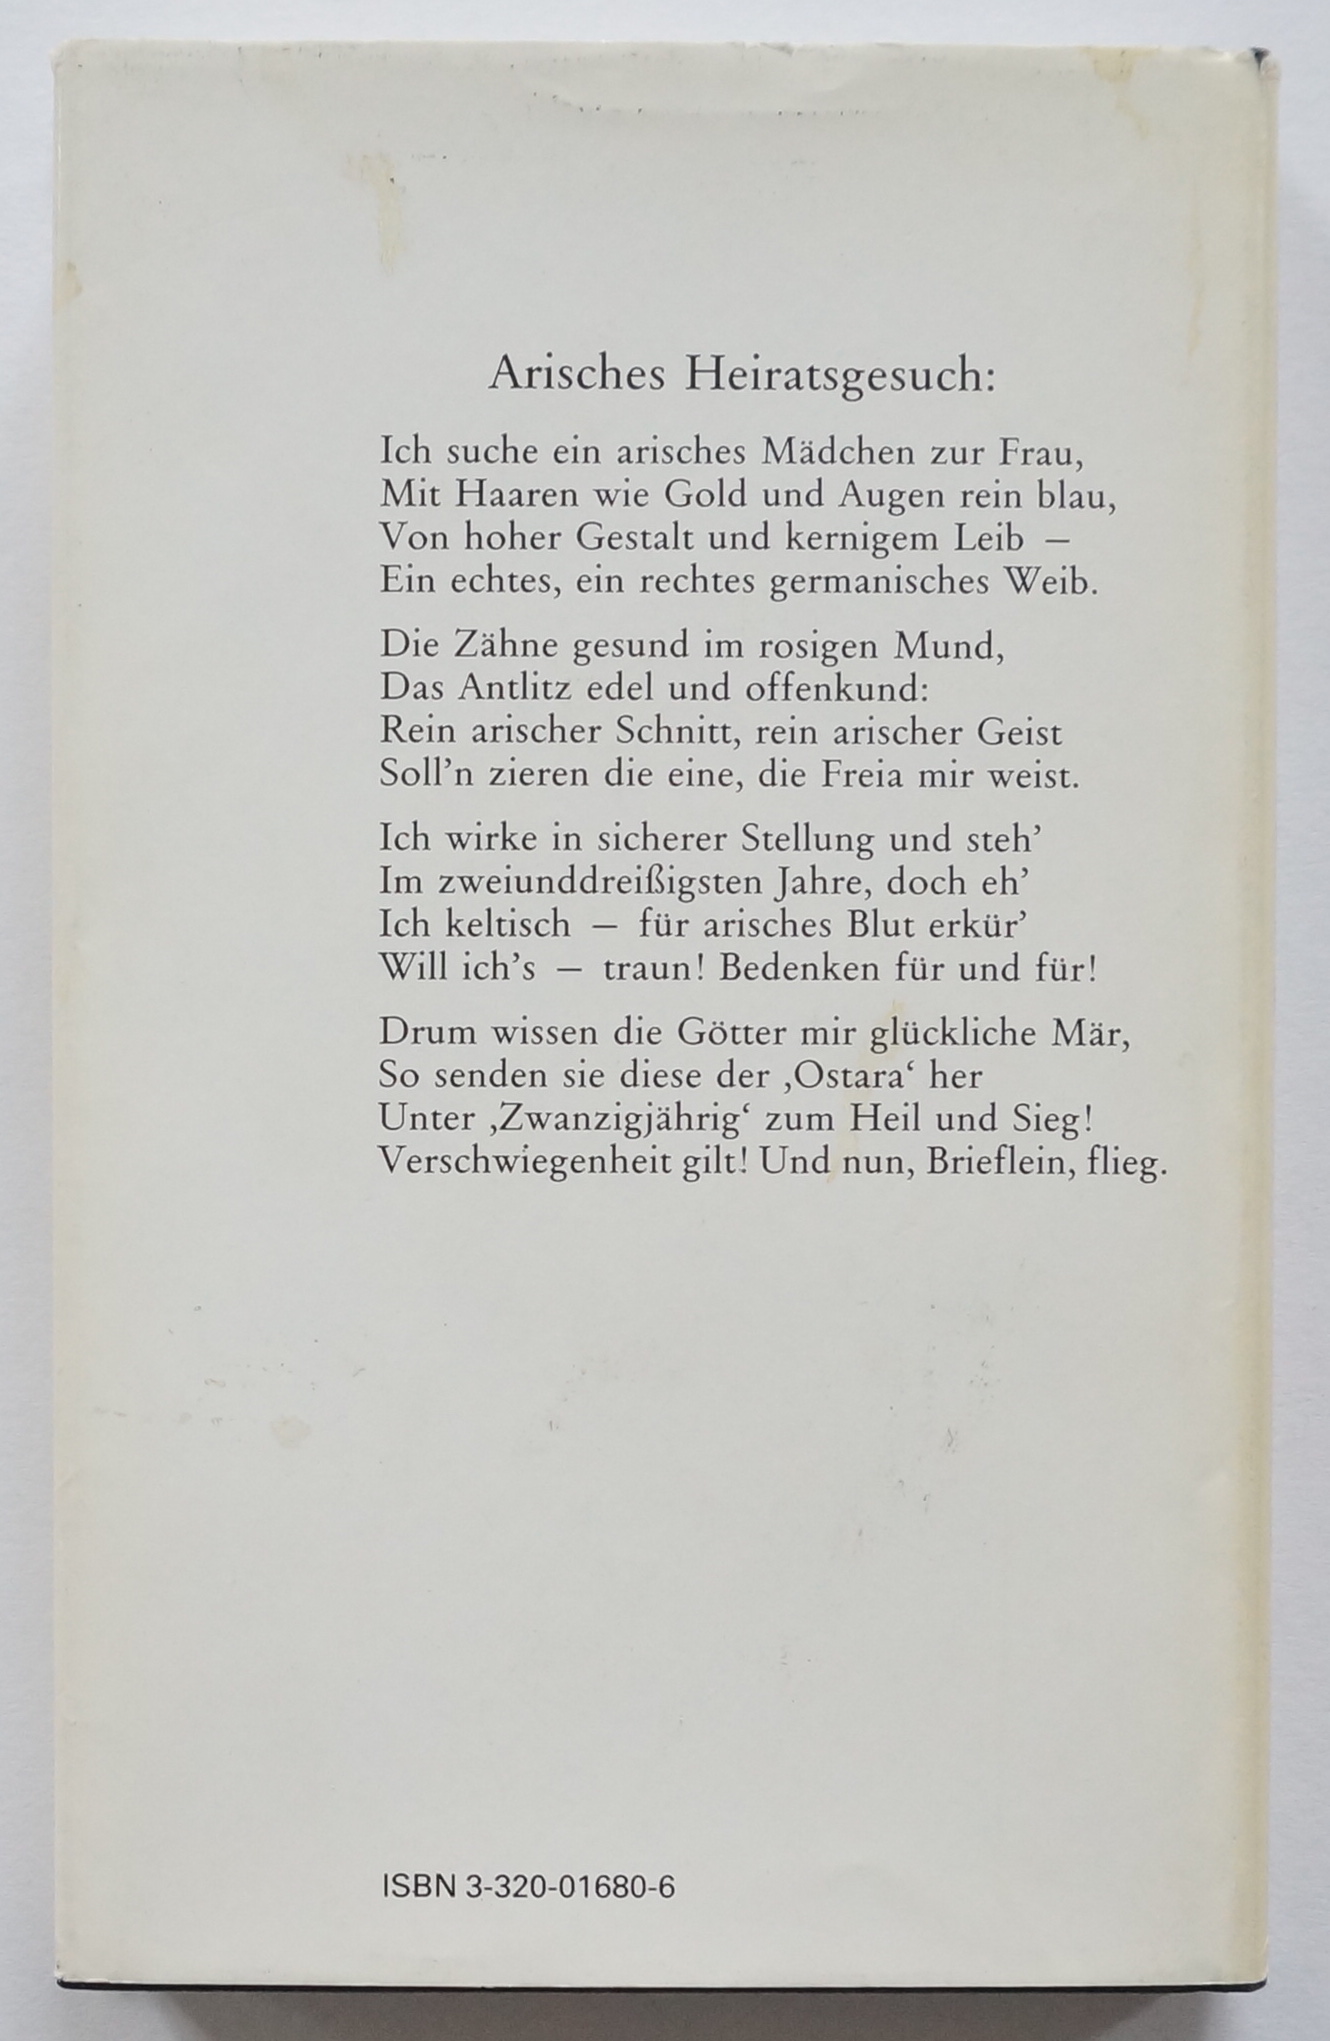 Arisches Heiratsgesuch:
Ich suche ein arisches Mädchen zur Frau,
Mit Haaren wie Gold und Augen rein blau,
Von hoher Gestalt und kernigem Leib –
Ein echtes, ein rechtes germanisches Weib.
Die Zähne gesund im rosigen Mund,
Das Antlitz edel und offenkund:
Rein arischer Schnitt, rein arischer Geist
Soll’n zieren die eine, die Freia mir weist.
Ich wirke in sicherer Stellung und steh’
Im zweiunddreißigsten Jahre, doch eh’
Ich keltisch – für arisches Blut erkür’
Will ich’s – traun! Bedenken für und für!
Drum wissen die Götter mir glückliche Mär,
So senden sie diese der ‚Ostara‘ her
Unter ‚Zwanzigjährig‘ zum Heil und Sieg!
Verschwiegenheit gilt! Und nun, Brieflein, flieg.
ISBN 3-320-01680-6